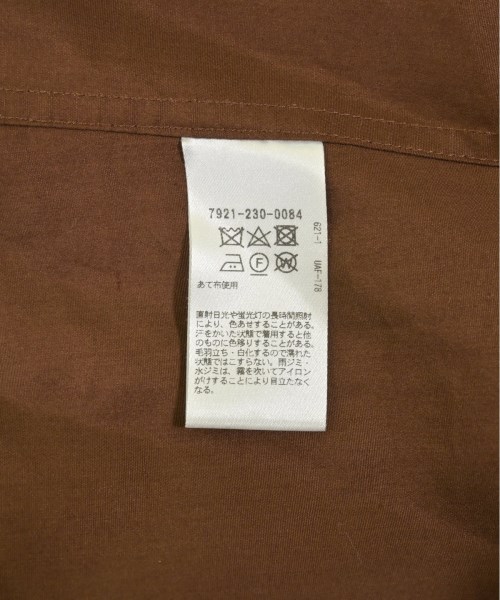 7921-230-0084
F W
あて布使用
直射日光や蛍光灯の長時間照射
により、色あせすることがある。
汗をかいた状態で着用すると他
のものに色移りすることがある。
毛羽立ち・白化するので濡れた
状態ではこすらない。雨ジミ・
水ジミは、霧を吹いてアイロン
がけすることにより目立たなく
なる。
621-1 UAF-178